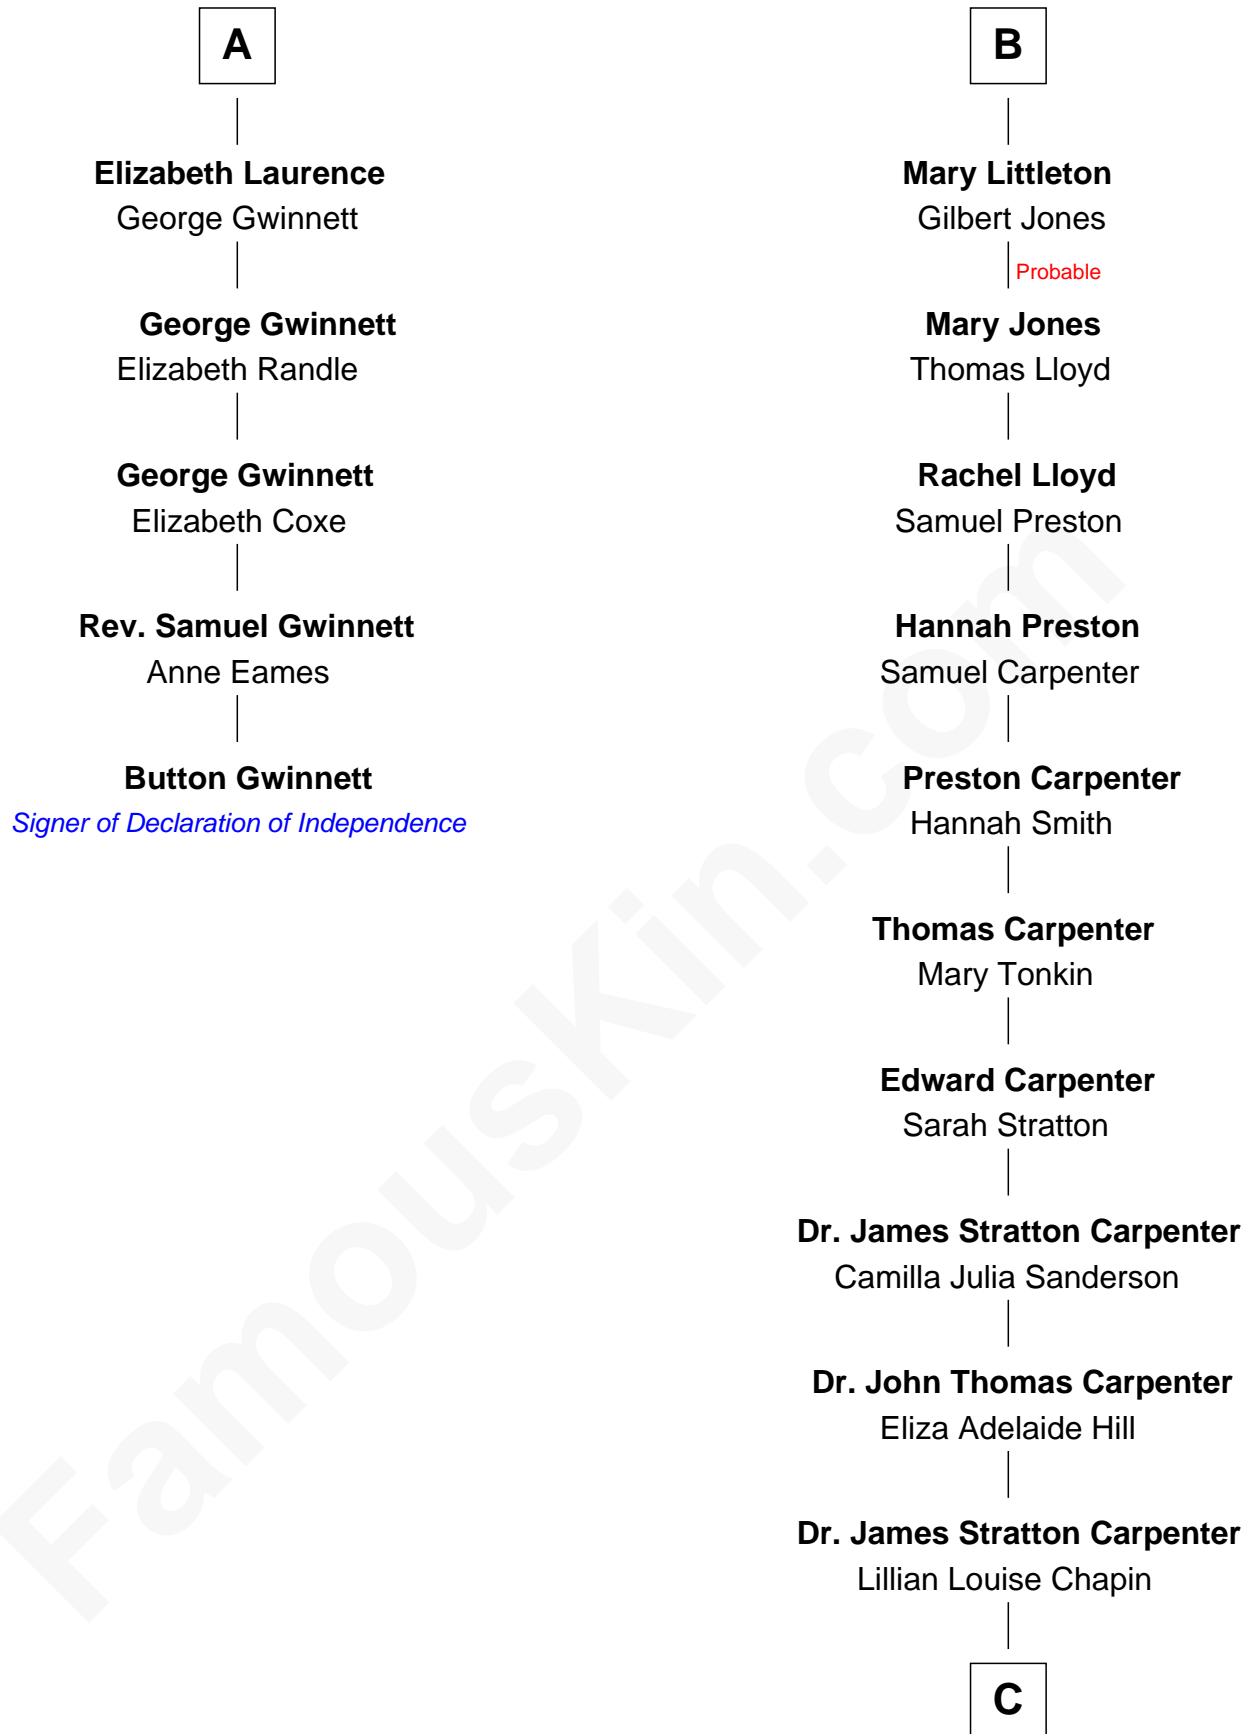 A
Elizabeth Laurence
George Gwinnett
George Gwinnett
Elizabeth Randle
George Gwinnett
Elizabeth Coxe
Rev. Samuel Gwinnett
Anne Eames
Button Gwinnett
Signer of Declaration of Independence
B
Mary Littleton
Gilbert Jones
Probable
Mary Jones
Thomas Lloyd
Rachel Lloyd
Samuel Preston
Hannah Preston
Samuel Carpenter
Preston Carpenter
Hannah Smith
Thomas Carpenter
Mary Tonkin
Edward Carpenter
Sarah Stratton
Dr. James Stratton Carpenter
Camilla Julia Sanderson
Dr. John Thomas Carpenter
Eliza Adelaide Hill
Dr. James Stratton Carpenter
Lillian Louise Chapin
C
FamousKin.com